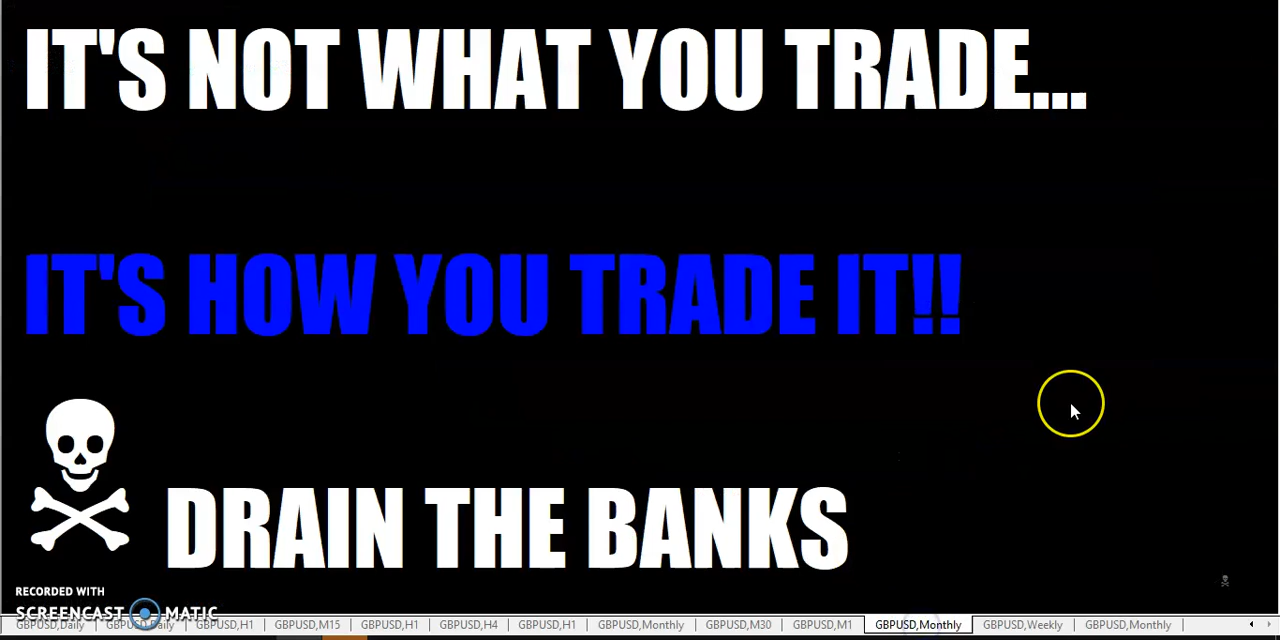 IT'S NOT WHAT YOU TRADE...
IT'S HOW YOU TRADE IT!!
DRAIN THE BANKS
RECORDED WITH
SCREENCAST MATIC
GBPUSD,Daily GBPUSD,Daily GBPUSD,H1 GBPUSD,M15 GBPUSD,H1 GBPUSD,H4 GBPUSD,H1 GBPUSD,Monthly GBPUSD,M30 GBPUSD,M1 GBPUSD,Monthly GBPUSD,Weekly GBPUSD,Monthly